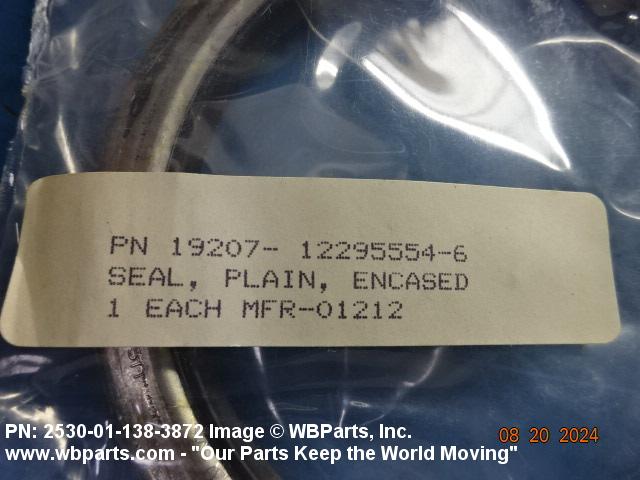 PN 19207- 12295554-6
SEAL, PLAIN, ENCASED
1 EACH MFR-01212
PN: 2530-01-138-3872 Image © WBParts, Inc.
08 20 2024
www.wbparts.com - "Our Parts Keep the World Moving"